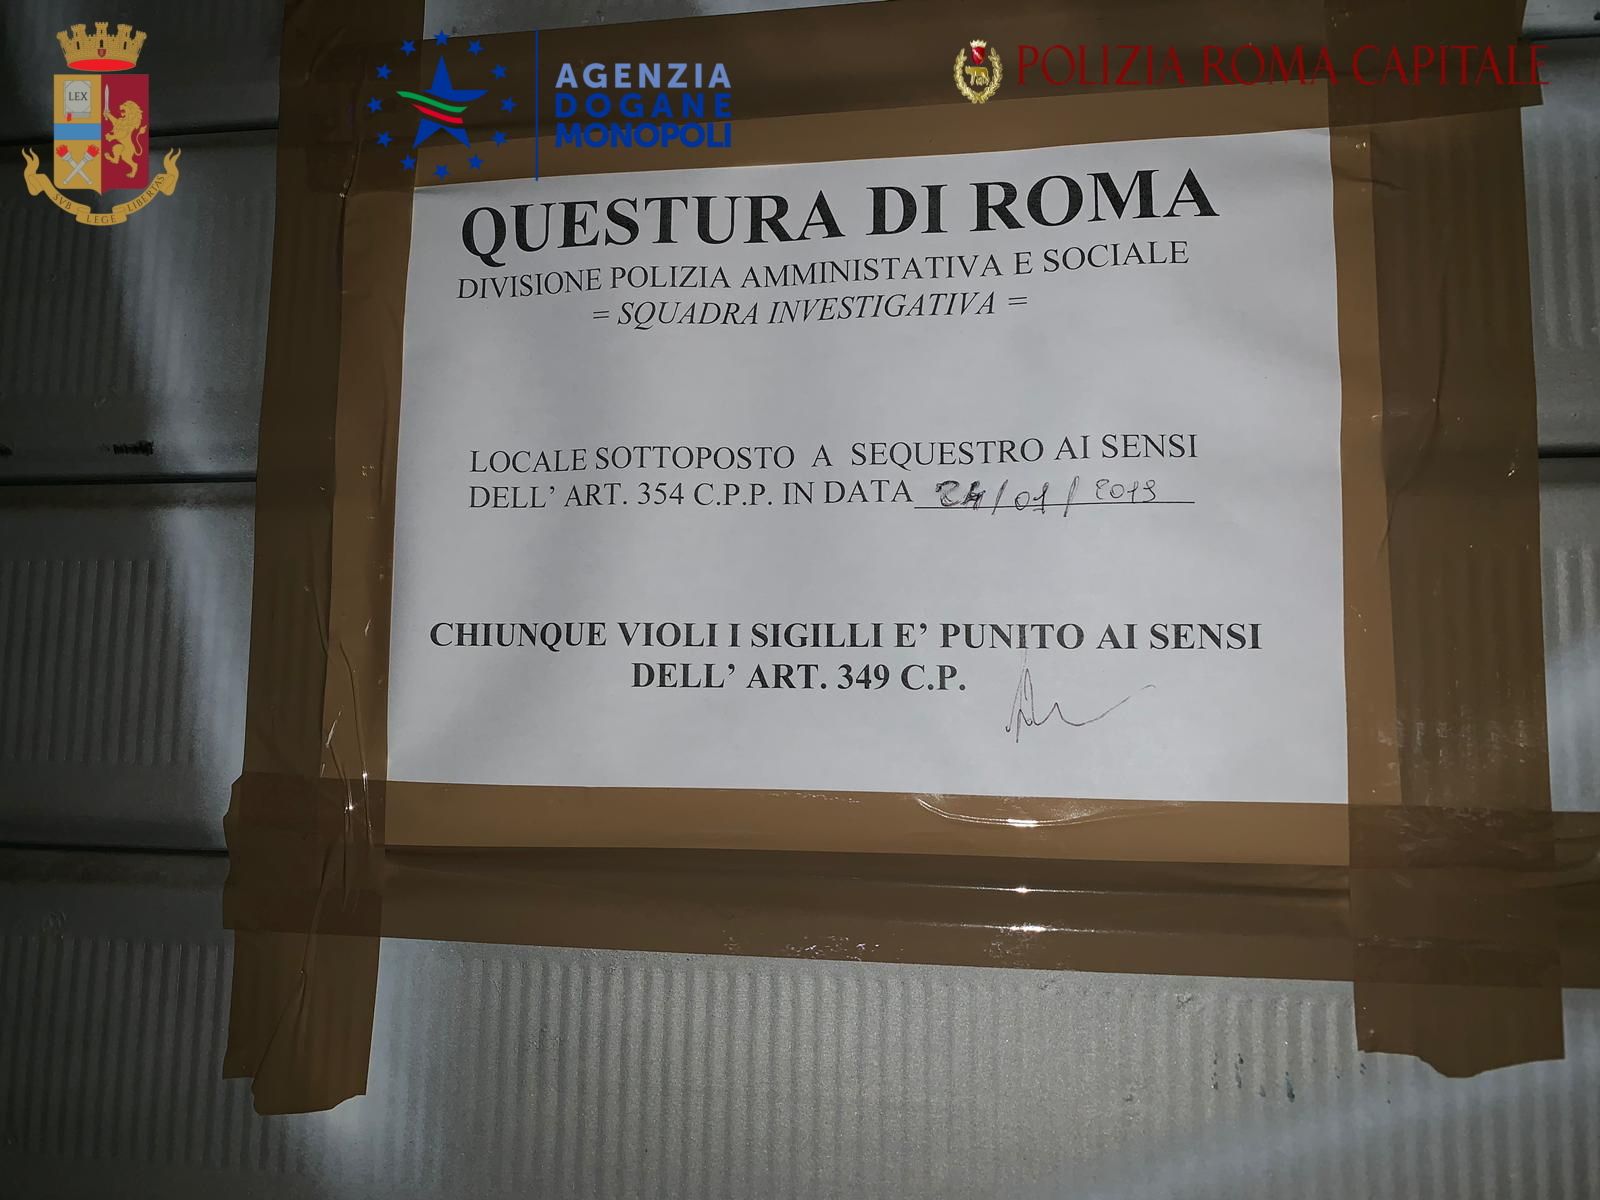 LEX
SVB LEGE LIBERTAS
AGENZIA
DOGANE
MONOPOLI
POLIZIA ROMA CAPITALE
QUESTURA DI ROMA
DIVISIONE POLIZIA AMMINISTATIVA E SOCIALE
= SQUADRA INVESTIGATIVA =
LOCALE SOTTOPOSTO A SEQUESTRO AI SENSI
DELL' ART. 354 C.P.P. IN DATA 24/01/2019
CHIUNQUE VIOLI I SIGILLI E' PUNITO AI SENSI
DELL' ART. 349 C.P.